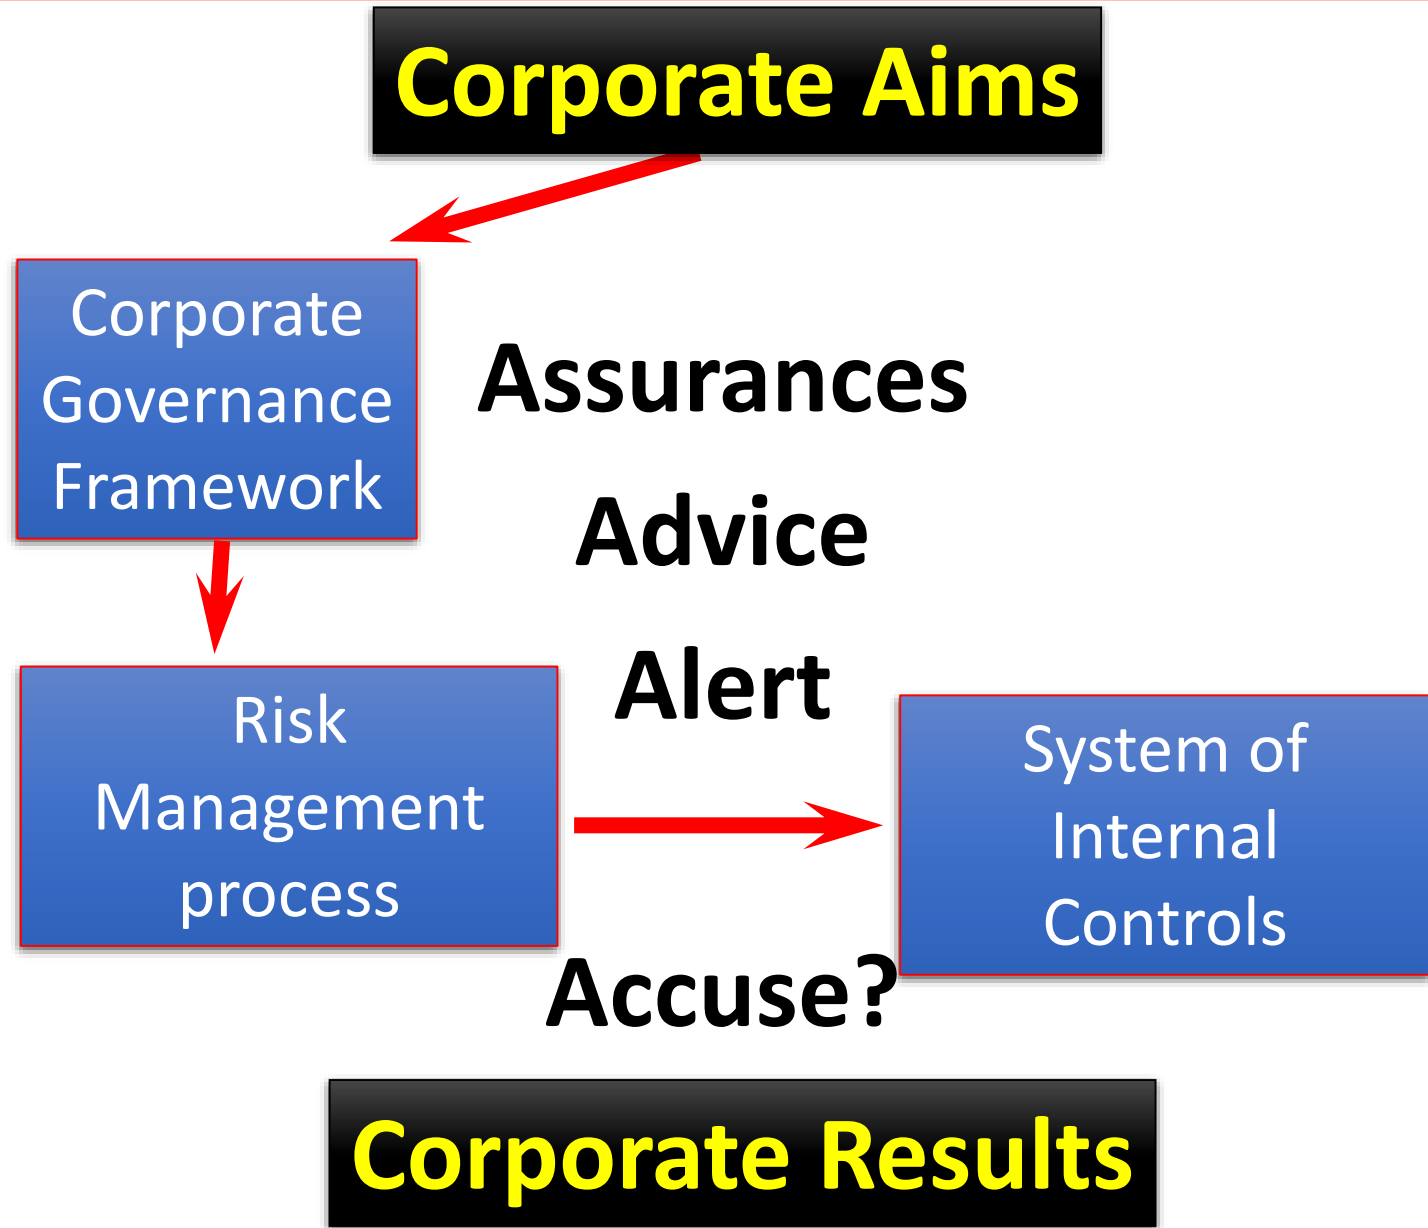 Corporate Aims
Corporate
Governance
Framework
Assurances
Advice
Alert
Risk
Management
process
System of
Internal
Controls
Accuse?
Corporate Results